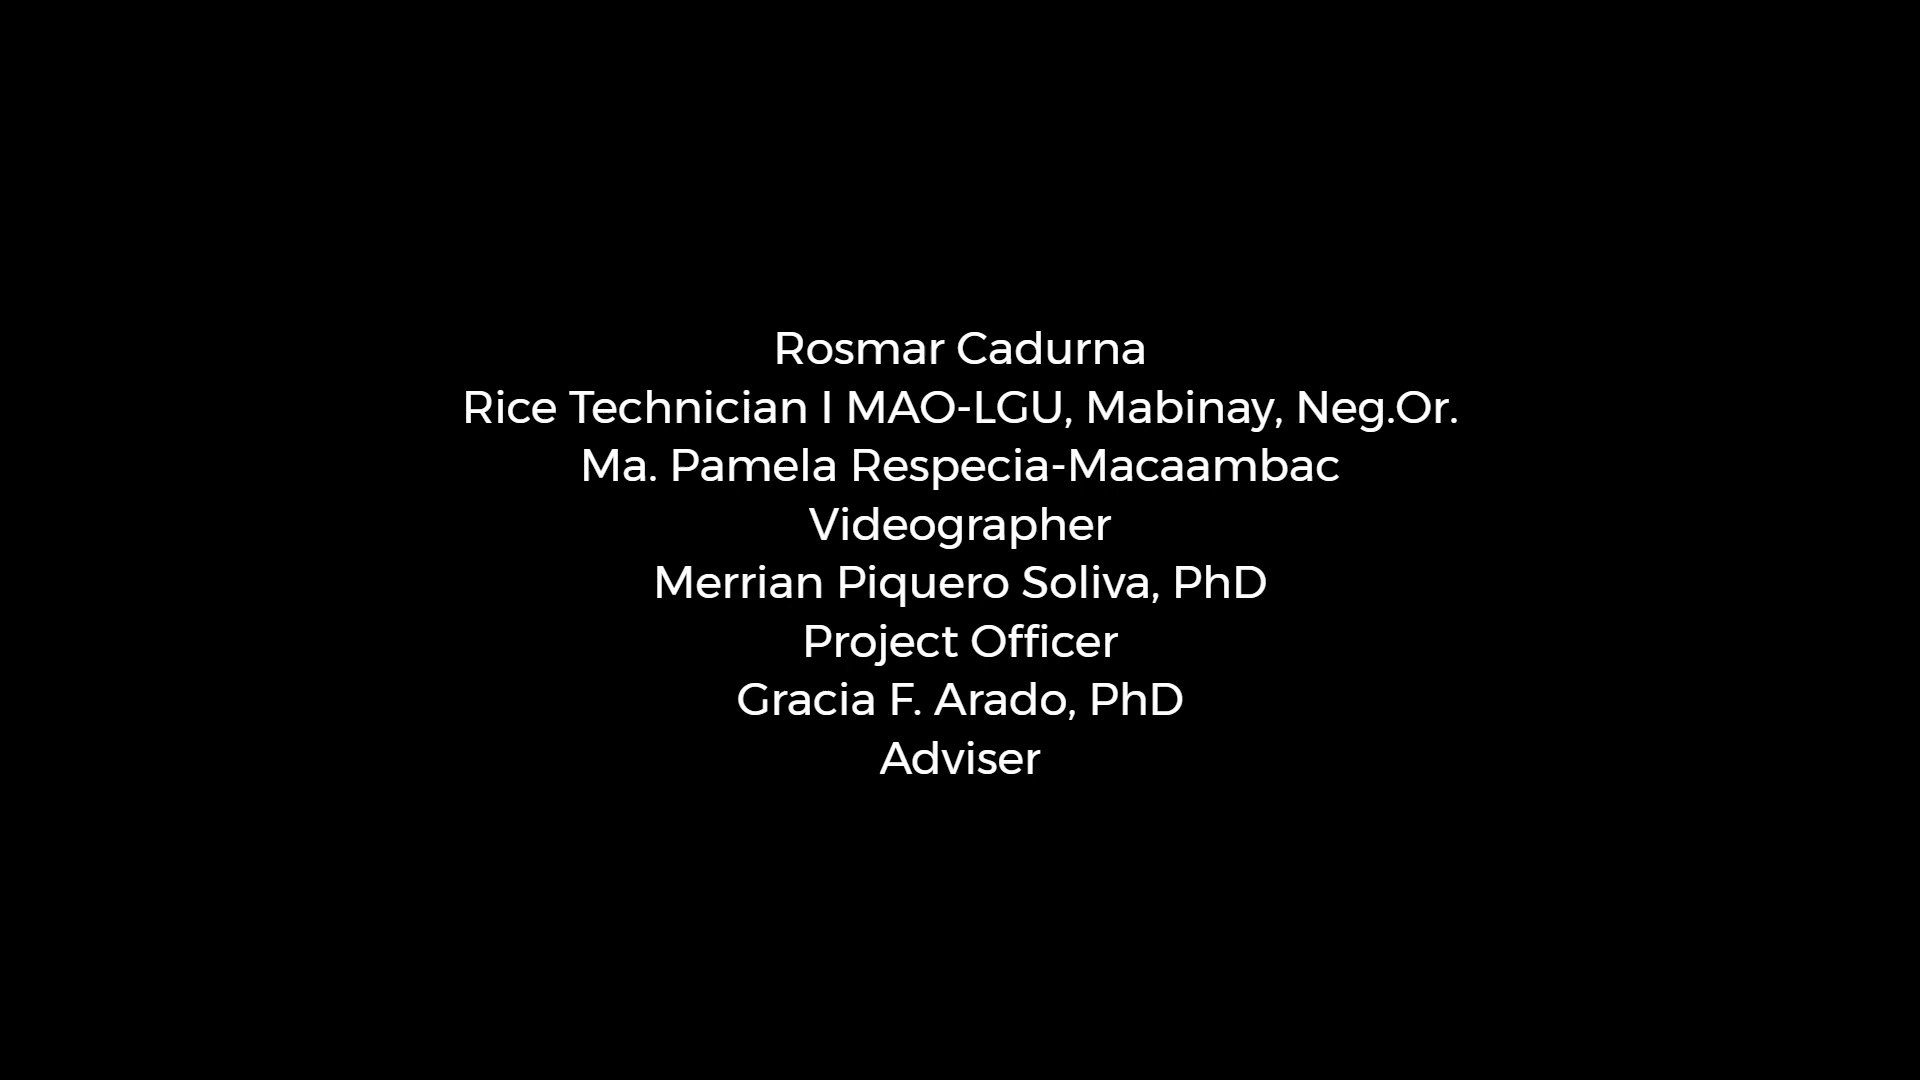 Rosmar Cadurna
Rice Technician I MAO-LGU, Mabinay, Neg.Or.
Ma. Pamela Respecia-Macaambac
Videographer
Merrian Piquero Soliva, PhD
Project Officer
Gracia F. Arado, PhD
Adviser